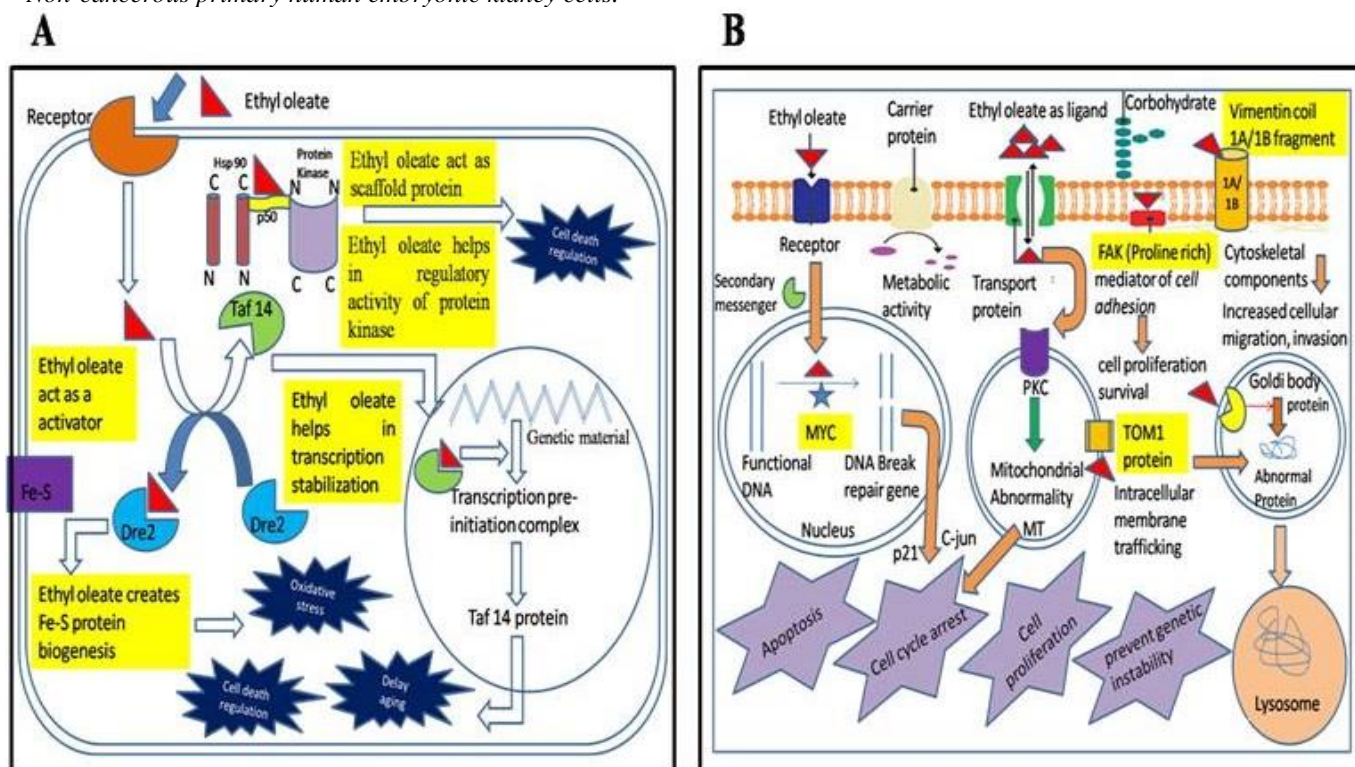 Non-cancerous primary human embryonic kidney cells.
A
B
Receptor
Ethyl oleate
Hsp 90
Protein
Kinase
C
C
N
N
p50
N
N
C
C
Ethyl oleate act as
scaffold protein
Ethyl oleate helps
in regulatory
activity of protein
kinase
Cell death
regulation
Taf 14
Ethyl oleate
act as a
activator
Ethyl oleate
helps in
transcription
stabilization
Fe-S
Dre2
Dre2
Ethyl oleate creates
Fe-S protein
biogenesis
Oxidative
stress
Cell death
regulation
Delay
aging
Genetic material
Transcription pre-
initiation complex
Taf 14 protein
Ethyl oleate
Carrier
protein
Ethyl oleate as ligand
Corbohydrate
Vimentin coil
1A/1B fragment
1A/
1B
Receptor
Secondary
messenger
Metabolic
activity
Transport
protein
FAK (Proline rich)
mediator of cell
adhesion
Cytoskeletal
components
Increased cellular
migration, invasion
cell proliferation
survival
PKC
MYC
Functional
DNA
DNA Break
repair gene
Nucleus
Mitochondrial
Abnormality
MT
TOM1
protein
Intracellular
membrane
trafficking
Goldi body
protein
Abnormal
Protein
p21
C-jun
Apoptosis
Cell cycle arrest
Cell
proliferation
prevent genetic
instability
Lysosome